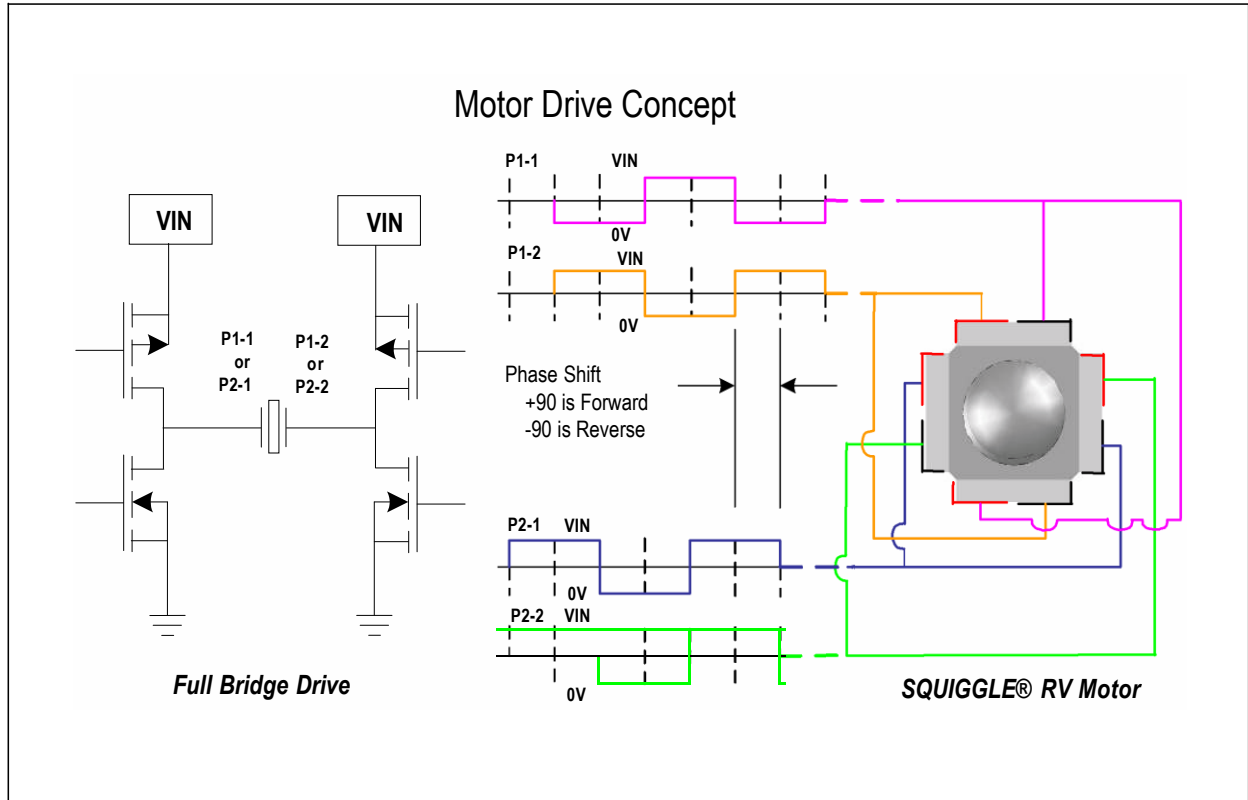 Motor Drive Concept
VIN
VIN
P1-1
or
P2-1
P1-2
or
P2-2
Full Bridge Drive
P1-1
VIN
0V
P1-2
VIN
0V
Phase Shift
+90 is Forward
-90 is Reverse
P2-1
VIN
0V
P2-2
VIN
0V
SQUIGGLE® RV Motor